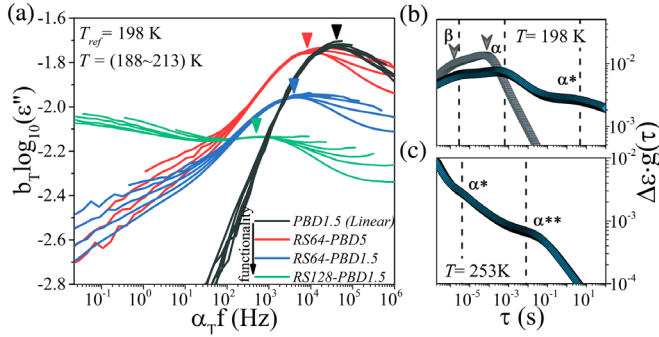 (a)
T_ref = 198 K
T = (188~213) K
b_T log_10(ε'')
-1.6
-1.8
-2.0
-2.2
-2.4
-2.6
-2.8
functionality
PBD1.5 (Linear)
RS64-PBD5
RS64-PBD1.5
RS128-PBD1.5
10^-1 10^0 10^1 10^2 10^3 10^4 10^5 10^6
α_T f (Hz)
(b)
T= 198 K
β
α
α*
10^-2
10^-3
(c)
α*
α**
T= 253K
10^-2
10^-3
10^-4
Δε·g(τ)
10^-5 10^-3 10^-1 10^1
τ (s)